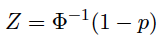 Z = Φ⁻¹(1 − p)